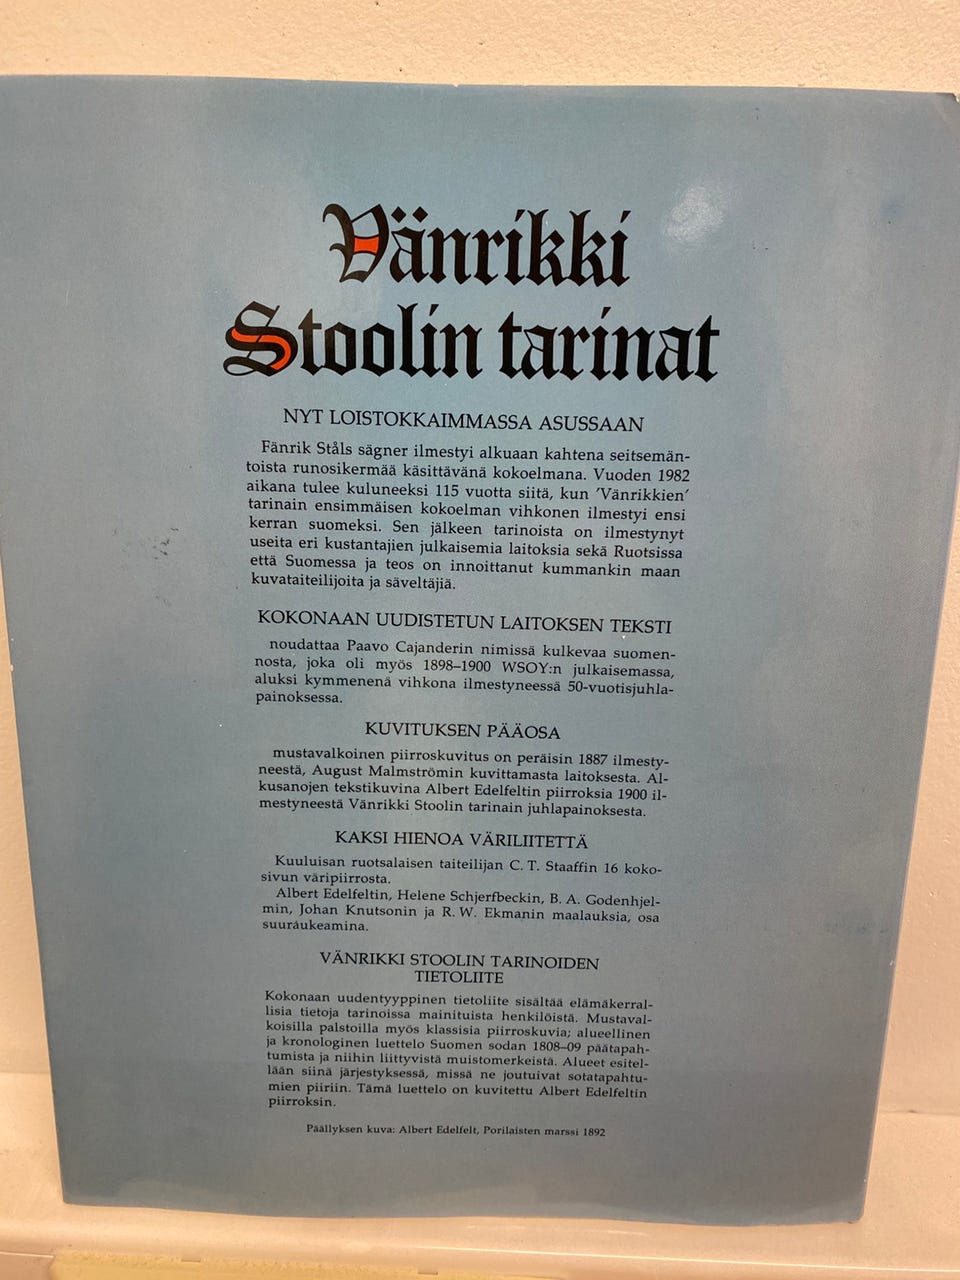 Vänrikki
Stoolin tarinat
NYT LOISTOKKAIMMASSA ASUSSAAN
Fänrik Ståls sägner ilmestyi alkuaan kahtena seitsemän-
toista runosikermää käsittävänä kokoelmana. Vuoden 1982
aikana tulee kuluneeksi 115 vuotta siitä, kun 'Vänrikkien'
tarinain ensimmäisen kokoelman vihkonen ilmestyi ensi
kerran suomeksi. Sen jälkeen tarinoista on ilmestynyt
useita eri kustantajien julkaisemia laitoksia sekä Ruotsissa
että Suomessa ja teos on innoittanut kummankin maan
kuvataiteilijoita ja säveltäjiä.
KOKONAAN UUDISTETUN LAITOKSEN TEKSTI
noudattaa Paavo Cajanderin nimissä kulkevaa suomen-
nosta, joka oli myös 1898–1900 WSOY:n julkaisemassa,
aluksi kymmenenä vihkona ilmestyneessä 50-vuotisjuhla-
painoksessa.
KUVITUKSEN PÄÄOSA
mustavalkoinen piirroskuvitus on peräisin 1887 ilmesty-
neestä, August Malmströmin kuvittamasta laitoksesta. Al-
kusanojen tekstikuvina Albert Edelfeltin piirroksia 1900 il-
mestyneestä Vänrikki Stoolin tarinain juhlapainoksesta.
KAKSI HIENOA VÄRILIITETTÄ
Kuuluisan ruotsalaisen taiteilijan C. T. Staaffin 16 koko-
sivun väripiirrosta.
Albert Edelfeltin, Helene Schjerfbeckin, B. A. Godenhjel-
min, Johan Knutsonin ja R. W. Ekmanin maalauksia, osa
suuraukeamina.
VÄNRIKKI STOOLIN TARINOIDEN
TIETOLIITE
Kokonaan uudentyyppinen tietoliite sisältää elämäkerral-
lisia tietoja tarinoissa mainituista henkilöistä. Mustaval-
koisilla palstoilla myös klassisia piirroskuvia; alueellinen
ja kronologinen luettelo Suomen sodan 1808–09 päätapah-
tumista ja niihin liittyvistä muistomerkeistä. Alueet esitel-
lään siinä järjestyksessä, missä ne joutuivat sotatapahtu-
mien piiriin. Tämä luettelo on kuvitettu Albert Edelfeltin
piirroksin.
Päällyksen kuva: Albert Edelfelt, Porilaisten marssi 1892